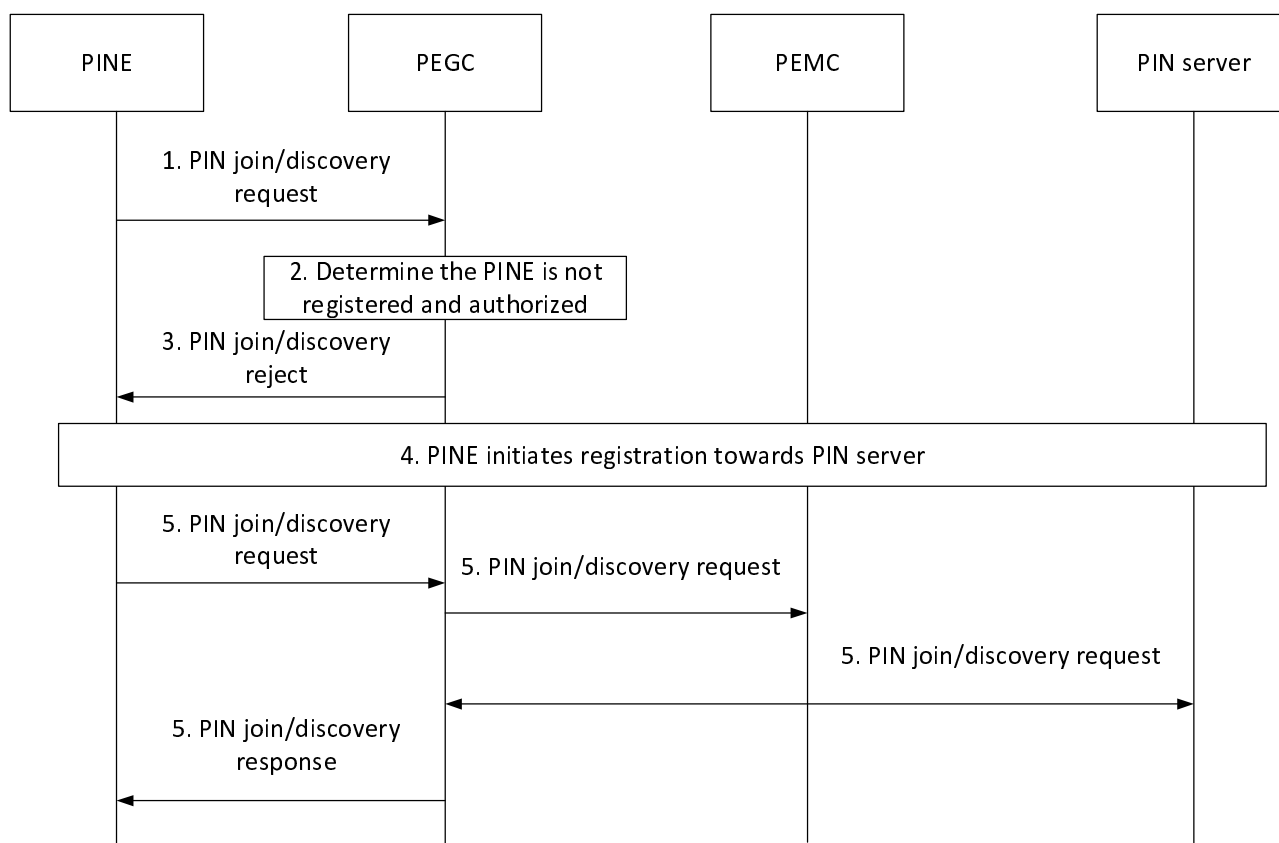 PINE
PEGC
PEMC
PIN server
1. PIN join/discovery
request
2. Determine the PINE is not
registered and authorized
3. PIN join/discovery
reject
4. PINE initiates registration towards PIN server
5. PIN join/discovery
request
5. PIN join/discovery request
5. PIN join/discovery request
5. PIN join/discovery
response